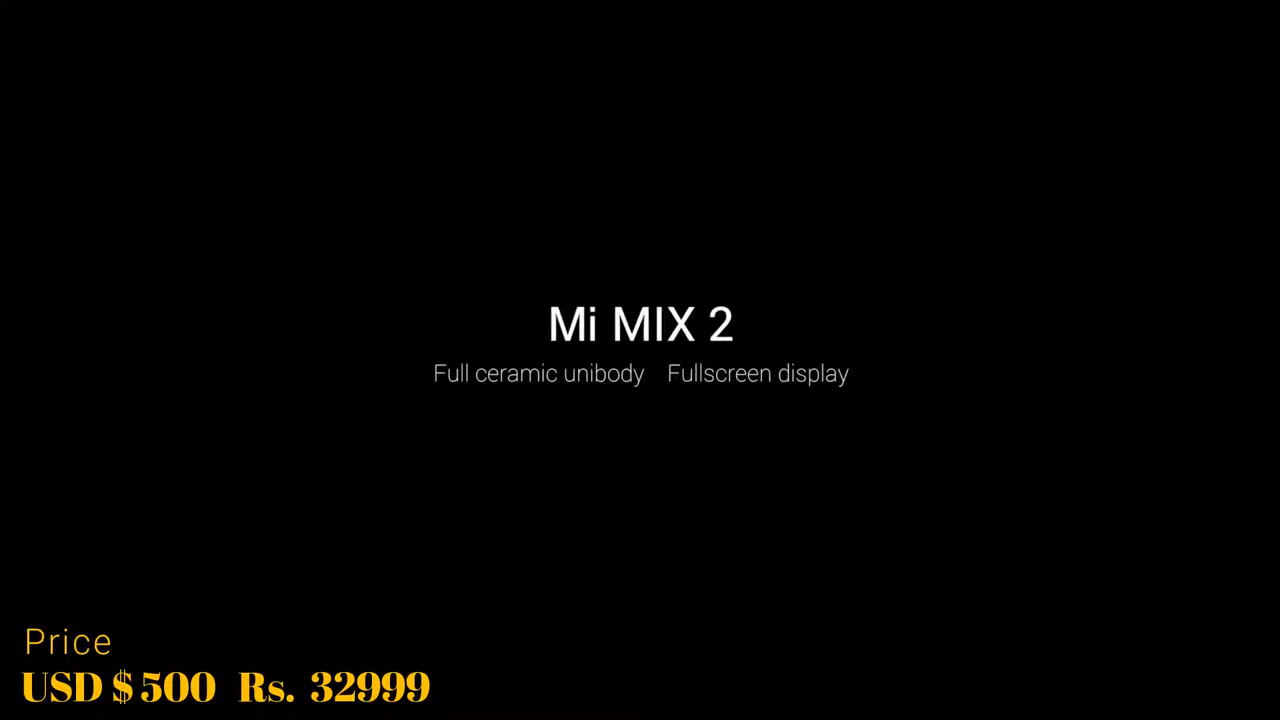 Mi MIX 2
Full ceramic unibody Fullscreen display
Price
USD $ 500 Rs. 32999